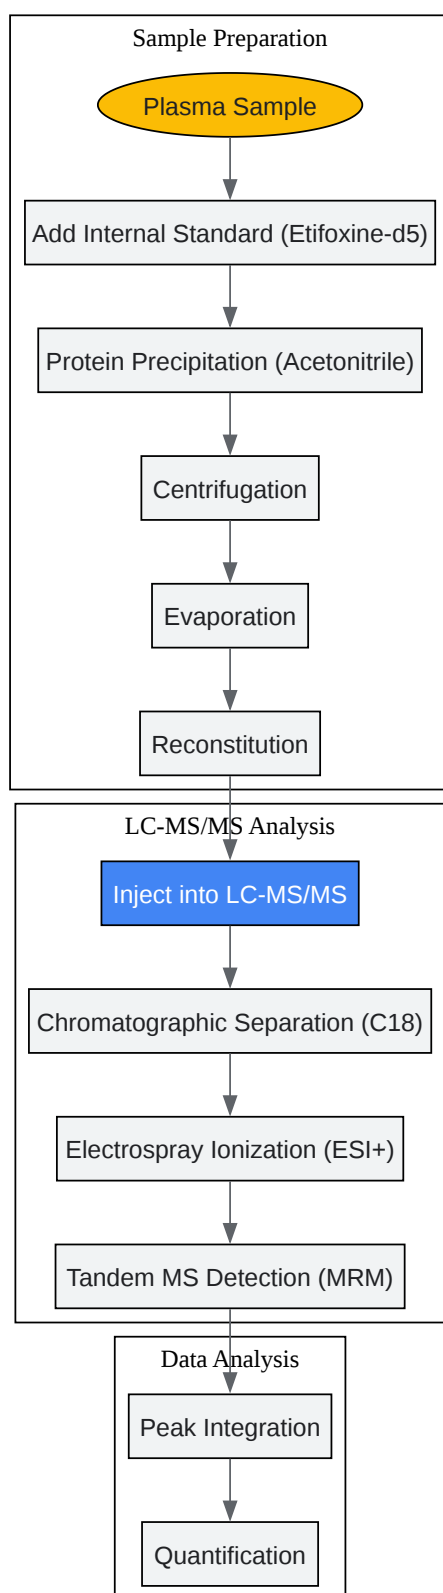 Sample Preparation
Plasma Sample
Add Internal Standard (Etifoxine-d5)
Protein Precipitation (Acetonitrile)
Centrifugation
Evaporation
Reconstitution
LC-MS/MS Analysis
Inject into LC-MS/MS
Chromatographic Separation (C18)
Electrospray Ionization (ESI+)
Tandem MS Detection (MRM)
Data Analysis
Peak Integration
Quantification